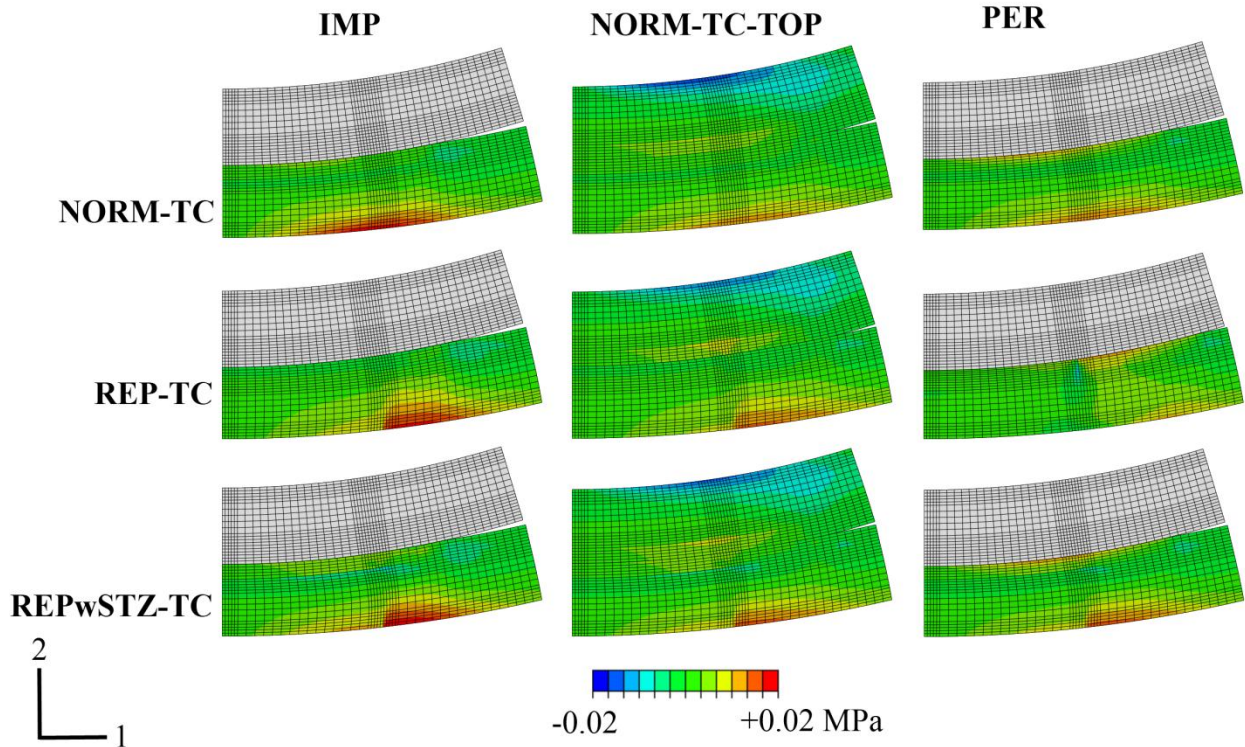 IMP NORM-TC-TOP PER
NORM-TC
REP-TC
REPwSTZ-TC
2
1
-0.02 +0.02 MPa